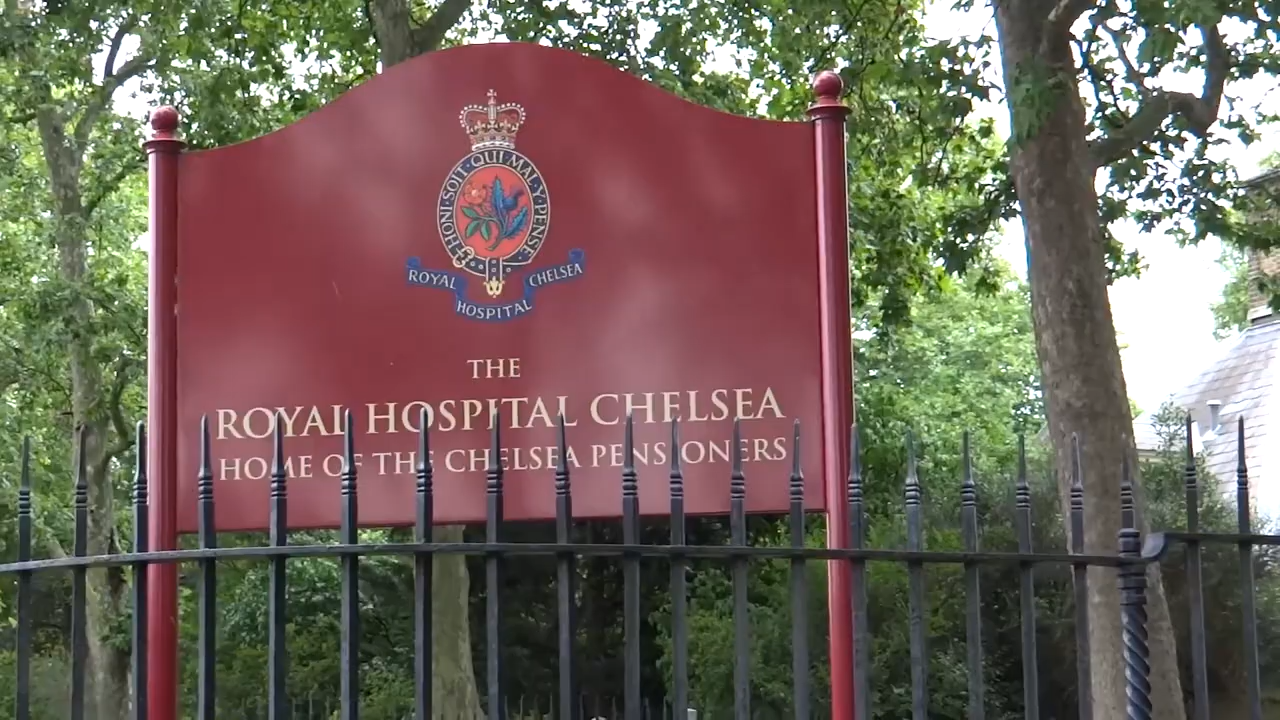 HONI·SOIT·QUI·MAL·Y·PENSE
ROYAL HOSPITAL CHELSEA
THE
ROYAL HOSPITAL CHELSEA
HOME OF THE CHELSEA PENSIONERS